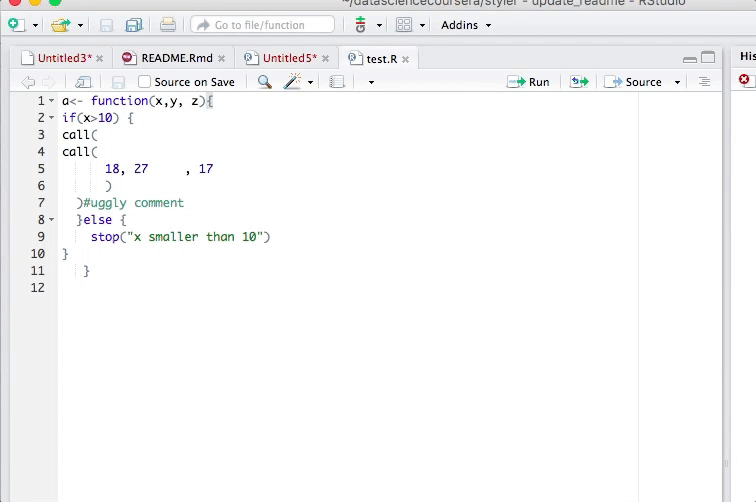 ~/datasciencecoursera/styler - update_readme - RStudio
Go to file/function
Addins
Untitled3*
README.Rmd
Untitled5*
test.R
His
Source on Save
Run
Source
1 a<- function(x,y, z){
2 if(x>10) {
3 call(
4 call(
5 18, 27 , 17
6 )
7 )#uggly comment
8 }else {
9 stop("x smaller than 10")
10 }
11 }
12